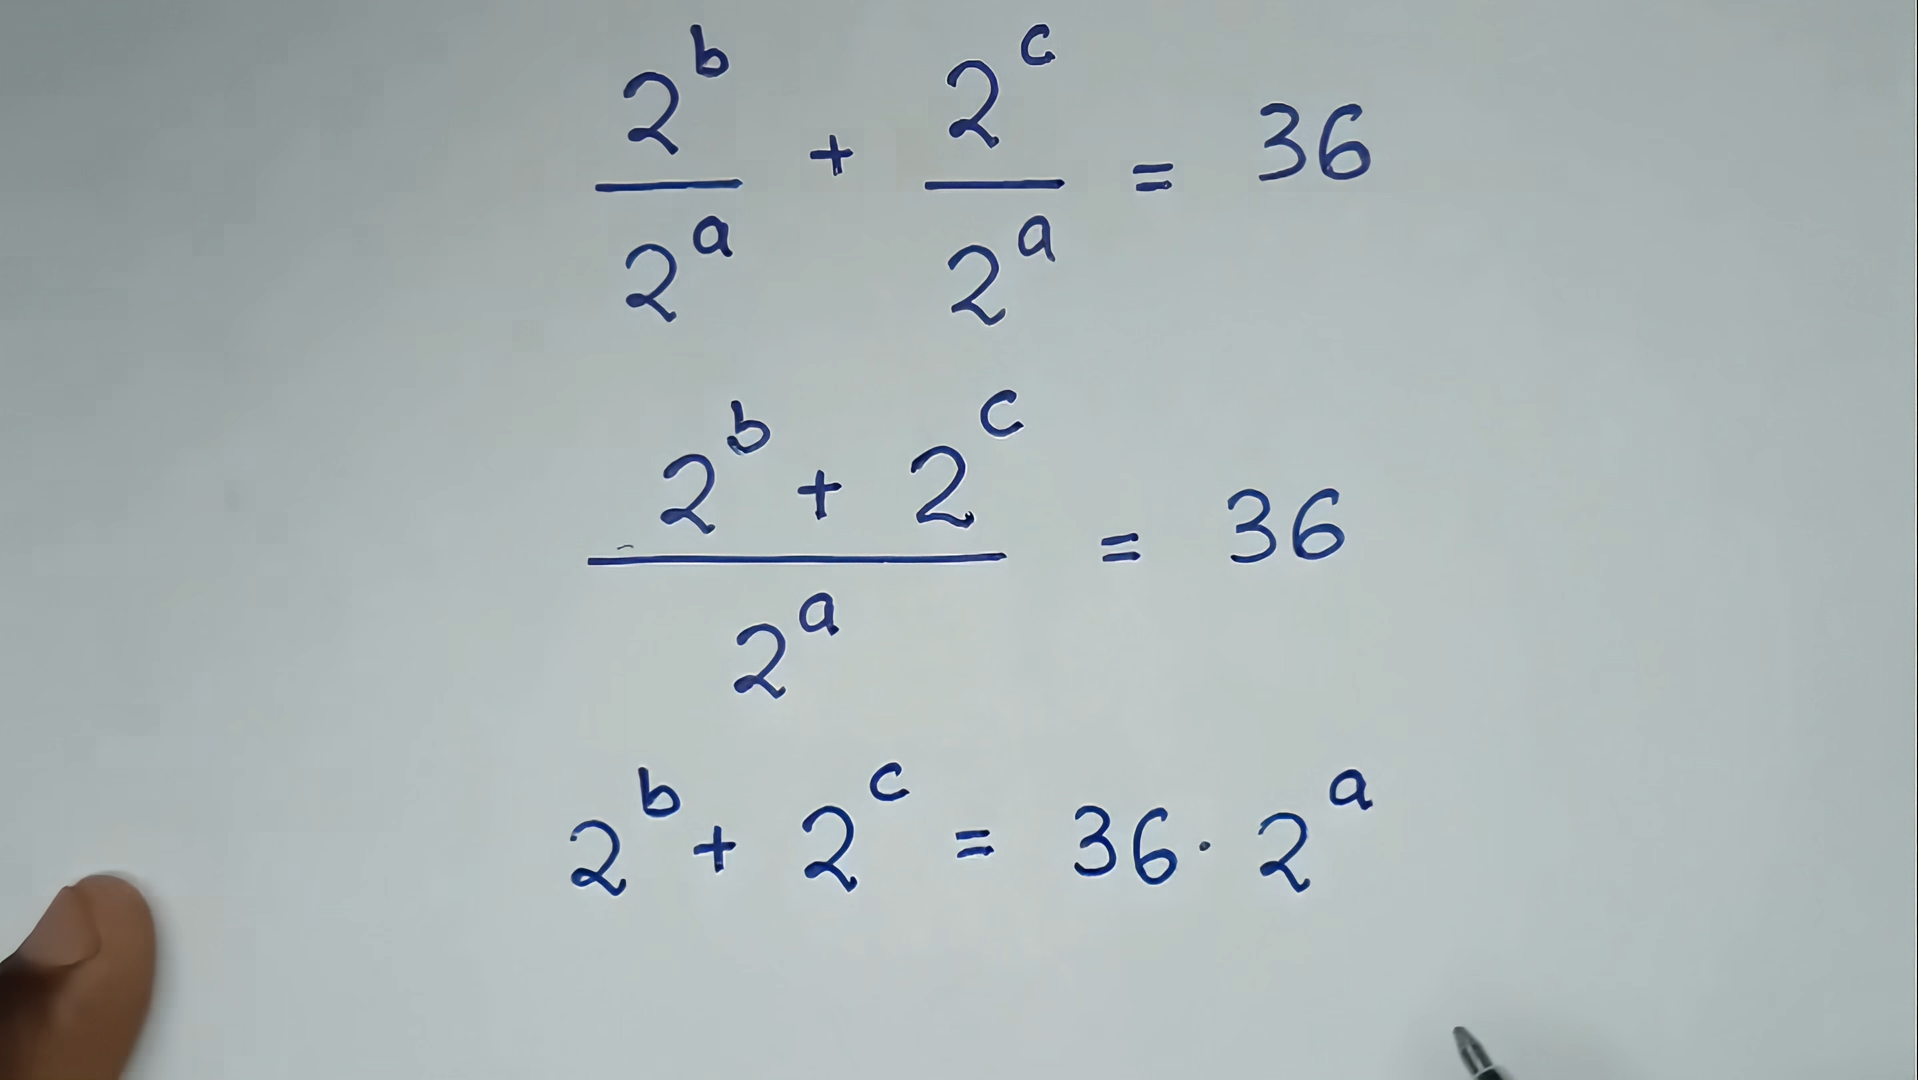 2^b/2^a + 2^c/2^a = 36
(2^b + 2^c)/2^a = 36
2^b + 2^c = 36 · 2^a